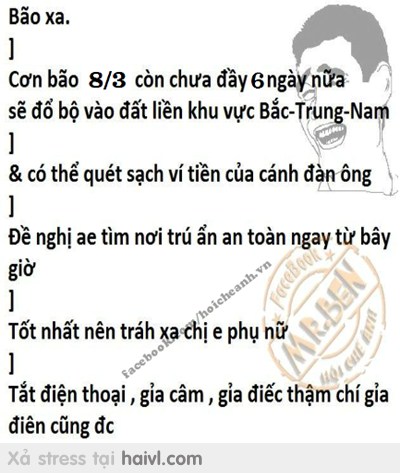 Bão xa.
]
Cơn bão 8/3 còn chưa đầy 6 ngày nữa
sẽ đổ bộ vào đất liền khu vực Bắc-Trung-Nam
]
& có thể quét sạch ví tiền của cánh đàn ông
]
Đề nghị ae tìm nơi trú ẩn an toàn ngay từ bây
giờ
]
Tốt nhất nên tráh xa chị e phụ nữ
]
Tắt điện thoại , gỉa câm , gỉa điếc thậm chí gỉa
điên cũng đc
facebook.com/hoicheanh.vn
FaceBook
MR.BEN
HỘI CHẾ ẢNH
Xả stress tại haivl.com